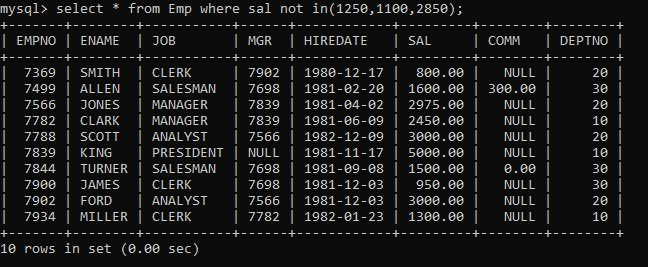 mysql> select * from Emp where sal not in(1250,1100,2850);
+-------+--------+-----------+------+------------+---------+--------+--------+
| EMPNO | ENAME  | JOB       | MGR  | HIREDATE   | SAL     | COMM   | DEPTNO |
+-------+--------+-----------+------+------------+---------+--------+--------+
|  7369 | SMITH  | CLERK     | 7902 | 1980-12-17 |  800.00 |   NULL |     20 |
|  7499 | ALLEN  | SALESMAN  | 7698 | 1981-02-20 | 1600.00 | 300.00 |     30 |
|  7566 | JONES  | MANAGER   | 7839 | 1981-04-02 | 2975.00 |   NULL |     20 |
|  7782 | CLARK  | MANAGER   | 7839 | 1981-06-09 | 2450.00 |   NULL |     10 |
|  7788 | SCOTT  | ANALYST   | 7566 | 1982-12-09 | 3000.00 |   NULL |     20 |
|  7839 | KING   | PRESIDENT | NULL | 1981-11-17 | 5000.00 |   NULL |     10 |
|  7844 | TURNER | SALESMAN  | 7698 | 1981-09-08 | 1500.00 |   0.00 |     30 |
|  7900 | JAMES  | CLERK     | 7698 | 1981-12-03 |  950.00 |   NULL |     30 |
|  7902 | FORD   | ANALYST   | 7566 | 1981-12-03 | 3000.00 |   NULL |     20 |
|  7934 | MILLER | CLERK     | 7782 | 1982-01-23 | 1300.00 |   NULL |     10 |
+-------+--------+-----------+------+------------+---------+--------+--------+
10 rows in set (0.00 sec)